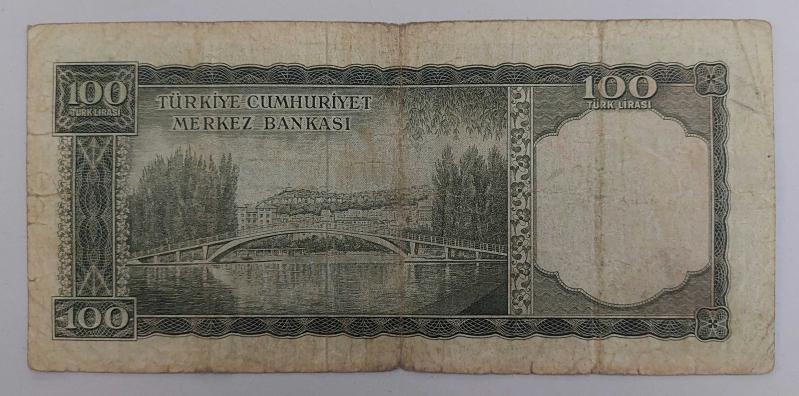 100
TÜRK LİRASI
TÜRKİYE CUMHURİYET
MERKEZ BANKASI
100
TÜRK LİRASI
100